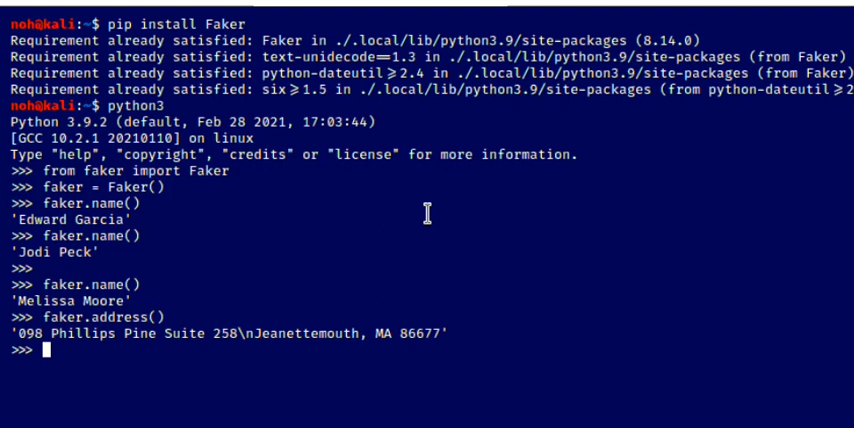 noh@kali:~$ pip install Faker
Requirement already satisfied: Faker in ./.local/lib/python3.9/site-packages (8.14.0)
Requirement already satisfied: text-unidecode==1.3 in ./.local/lib/python3.9/site-packages (from Faker)
Requirement already satisfied: python-dateutil>=2.4 in ./.local/lib/python3.9/site-packages (from Faker)
Requirement already satisfied: six>=1.5 in ./.local/lib/python3.9/site-packages (from python-dateutil>=2
noh@kali:~$ python3
Python 3.9.2 (default, Feb 28 2021, 17:03:44)
[GCC 10.2.1 20210110] on linux
Type "help", "copyright", "credits" or "license" for more information.
>>> from faker import Faker
>>> faker = Faker()
>>> faker.name()
'Edward Garcia'
>>> faker.name()
'Jodi Peck'
>>>
>>> faker.name()
'Melissa Moore'
>>> faker.address()
'098 Phillips Pine Suite 258\nJeanettemouth, MA 86677'
>>>